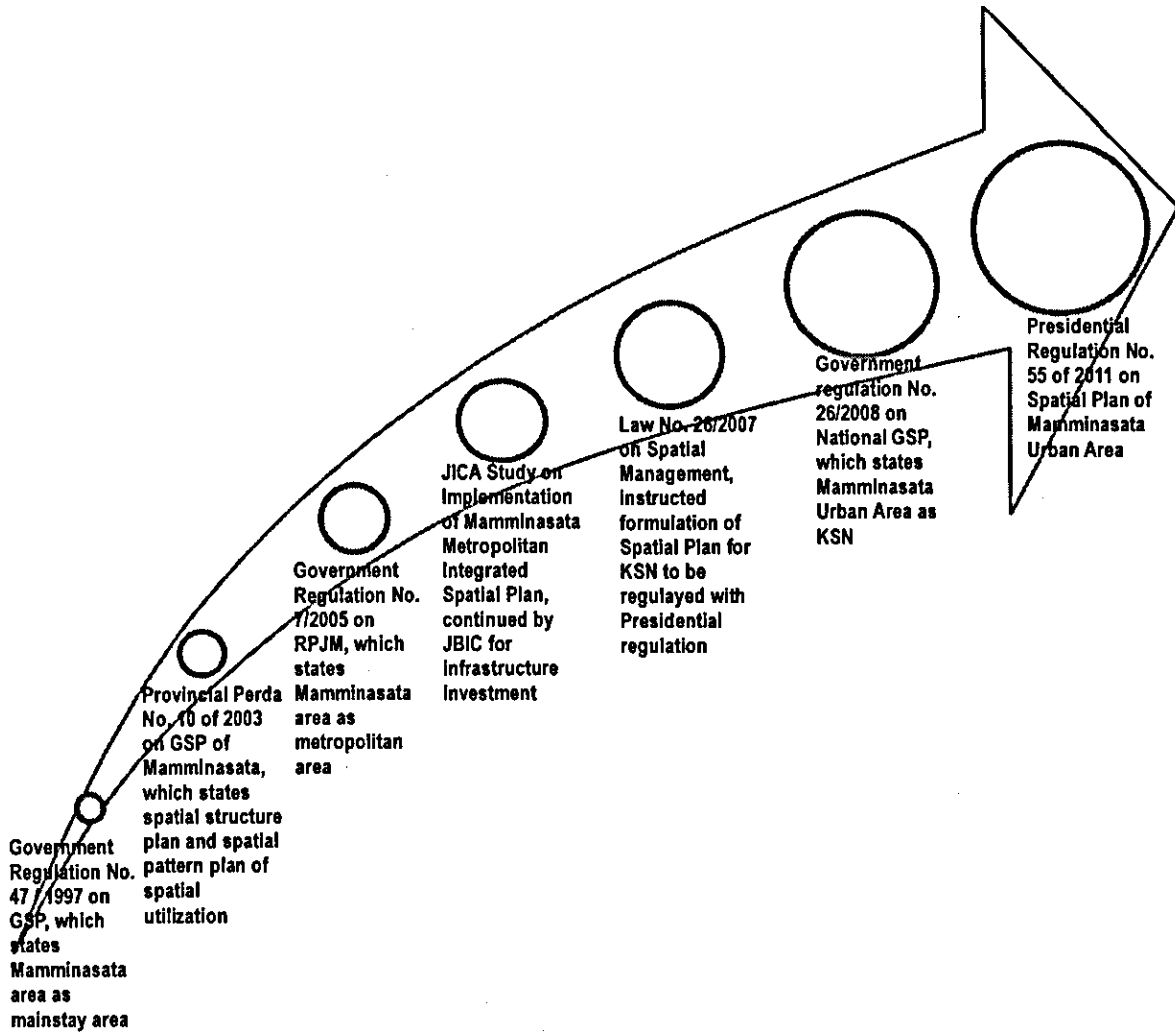 Government
Regulation No.
47 / 1997 on
GSP, which
states
Mamminasata
area as
mainstay area
Provincial Perda
No. 10 of 2003
on GSP of
Mamminasata,
which states
spatial structure
plan and spatial
pattern plan of
spatial
utilization
Government
Regulation No.
7/2005 on
RPJM, which
states
Mamminasata
area as
metropolitan
area
JICA Study on
Implementation
of Mamminasata
Metropolitan
Integrated
Spatial Plan,
continued by
JBIC for
Infrastructure
Investment
Law No. 26/2007
on Spatial
Management,
instructed
formulation of
Spatial Plan for
KSN to be
regulayed with
Presidential
regulation
Government
regulation No.
26/2008 on
National GSP,
which states
Mamminasata
Urban Area as
KSN
Presidential
Regulation No.
55 of 2011 on
Spatial Plan of
Mamminasata
Urban Area